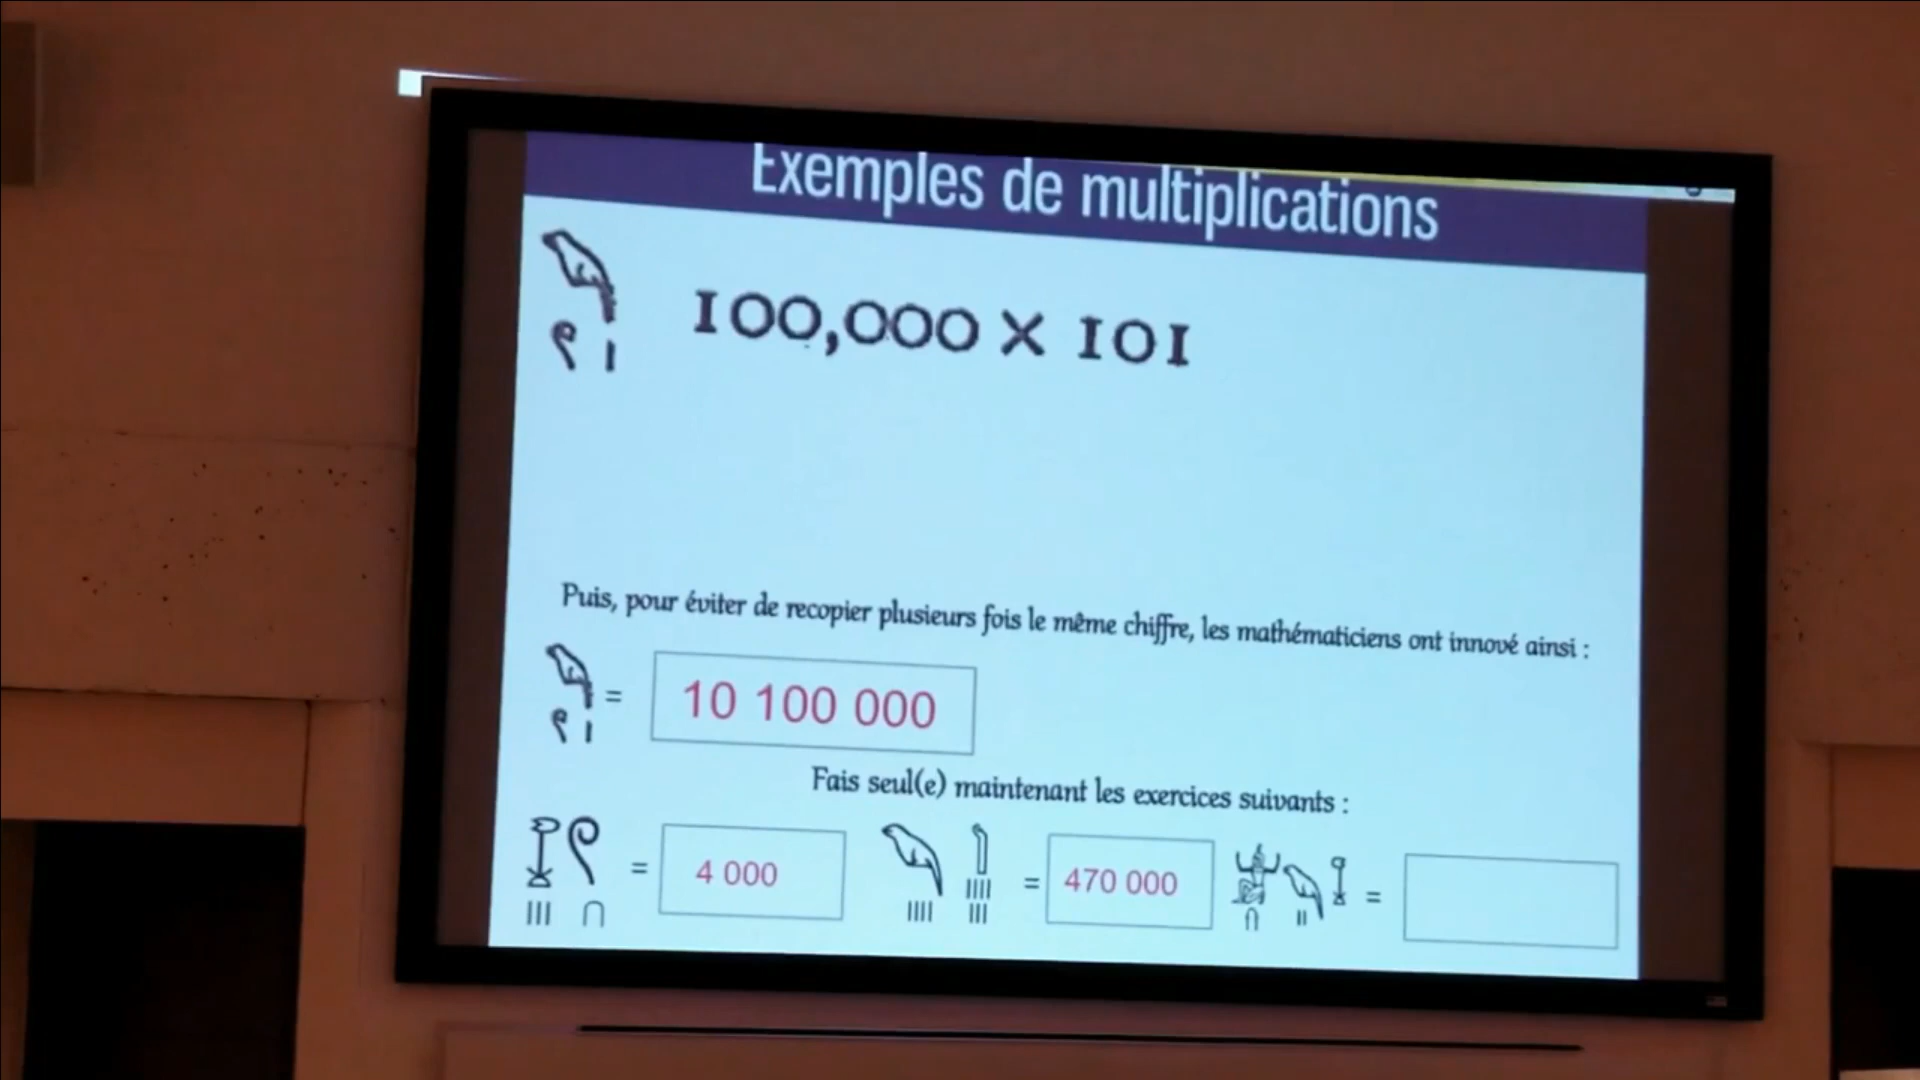 Exemples de multiplications
100,000 X 101
Puis, pour éviter de recopier plusieurs fois le même chiffre, les mathématiciens ont innové ainsi :
= 10 100 000
Fais seul(e) maintenant les exercices suivants :
= 4 000 = 470 000 =